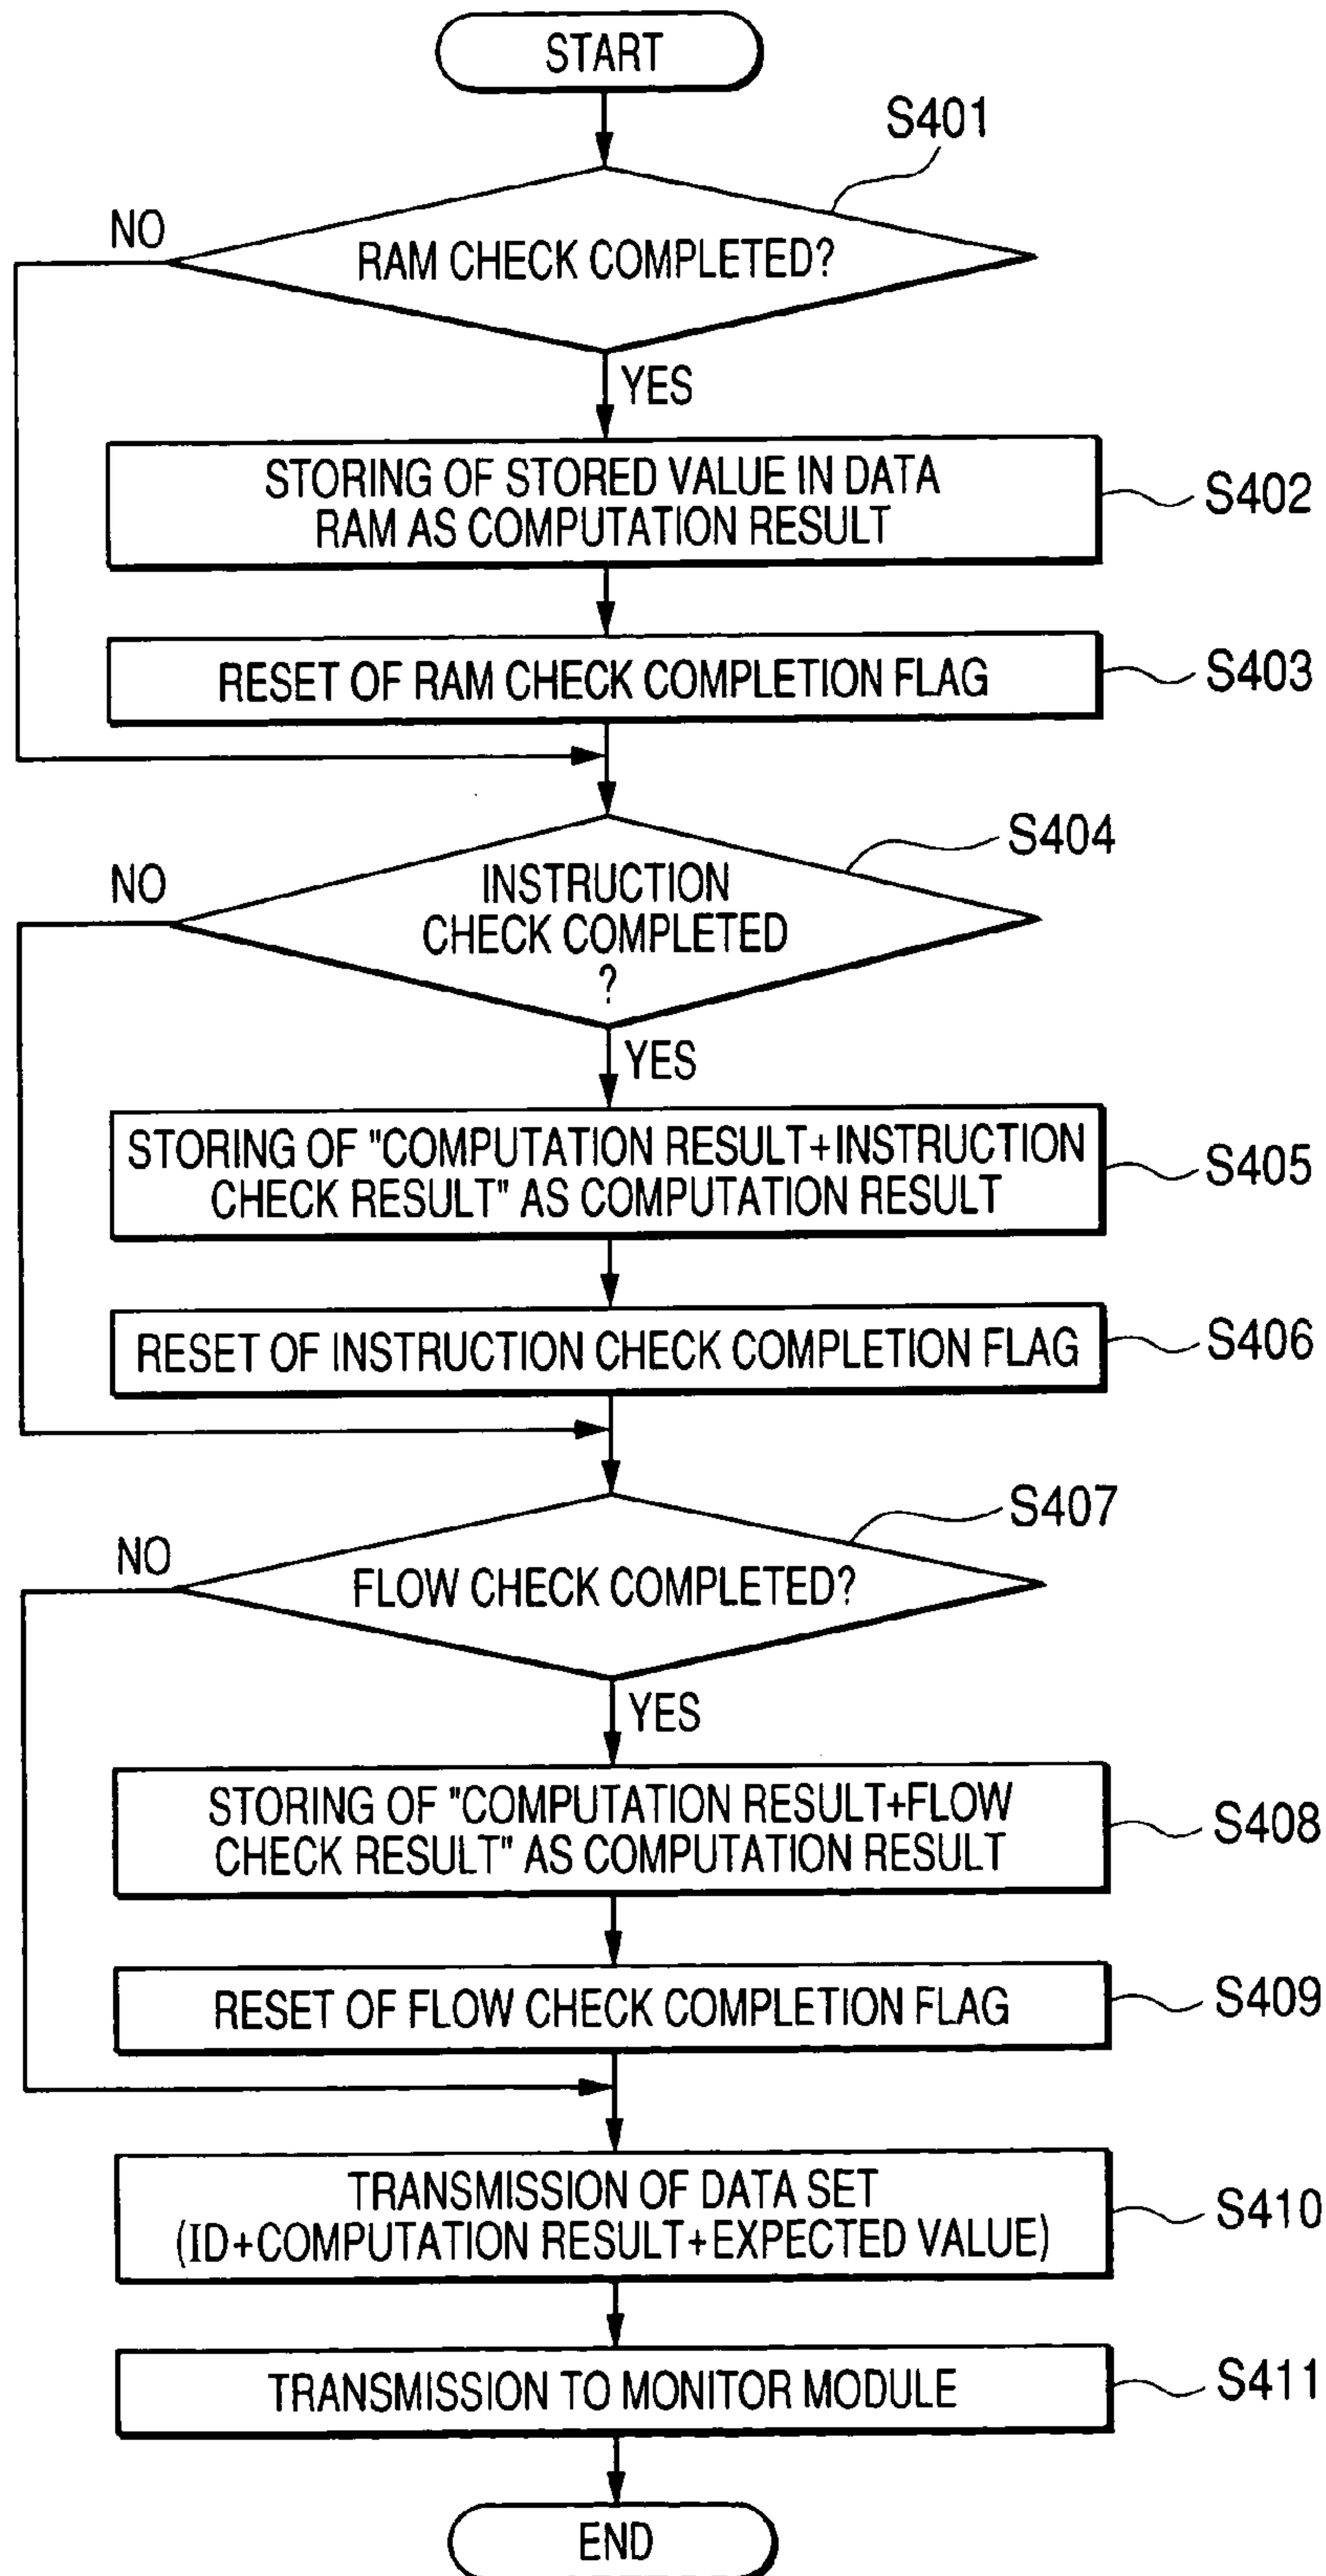 START
S401
NO
RAM CHECK COMPLETED?
YES
STORING OF STORED VALUE IN DATA
RAM AS COMPUTATION RESULT
S402
RESET OF RAM CHECK COMPLETION FLAG
S403
S404
NO
INSTRUCTION
CHECK COMPLETED
?
YES
STORING OF "COMPUTATION RESULT+INSTRUCTION
CHECK RESULT" AS COMPUTATION RESULT
S405
RESET OF INSTRUCTION CHECK COMPLETION FLAG
S406
S407
NO
FLOW CHECK COMPLETED?
YES
STORING OF "COMPUTATION RESULT+FLOW
CHECK RESULT" AS COMPUTATION RESULT
S408
RESET OF FLOW CHECK COMPLETION FLAG
S409
TRANSMISSION OF DATA SET
(ID+COMPUTATION RESULT+EXPECTED VALUE)
S410
TRANSMISSION TO MONITOR MODULE
S411
END